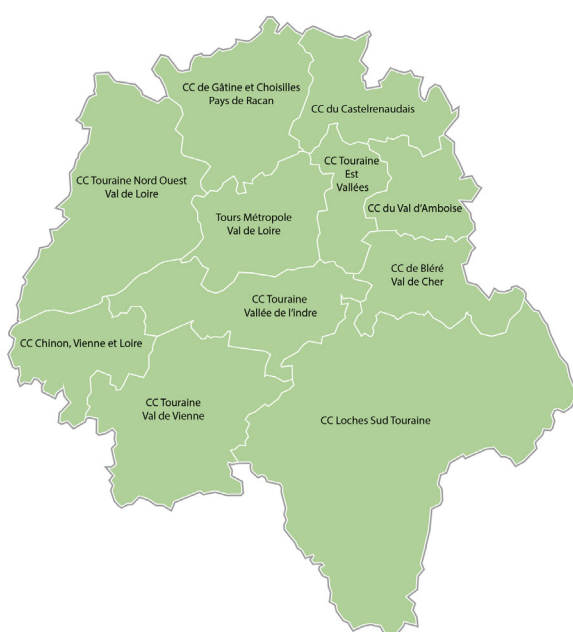 CC de Gâtine et Choisilles
Pays de Racan
CC du Castelrenaudais
CC Touraine
Est
Vallées
CC Touraine Nord Ouest
Val de Loire
CC du Val d'Amboise
Tours Métropole
Val de Loire
CC de Bléré
Val de Cher
CC Touraine
Vallée de l'indre
CC Chinon, Vienne et Loire
CC Touraine
Val de Vienne
CC Loches Sud Touraine